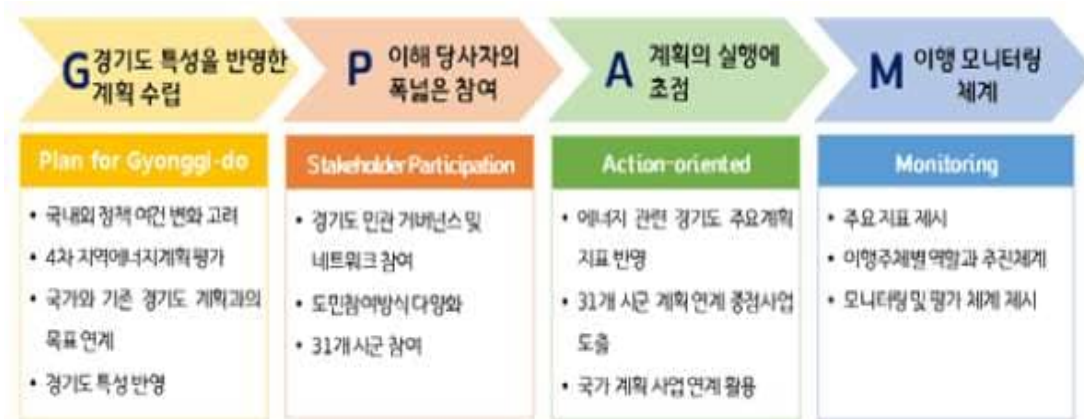 G 경기도 특성을 반영한
계획 수립
P 이해 당사자의
폭넓은 참여
A 계획의 실행에
초점
M 이행 모니터링
체계
Plan for Gyonggi-do
• 국내외 정책 여건 변화 고려
• 4차 지역에너지계획 평가
• 국가와 기존 경기도 계획과의
목표 연계
• 경기도 특성 반영
Stakeholder Participation
• 경기도 민관 거버넌스 및
네트워크 참여
• 도민참여방식 다양화
• 31개 시군 참여
Action-oriented
• 에너지 관련 경기도 주요계획
지표 반영
• 31개 시군 계획 연계 중점사업
도출
• 국가 계획 사업 연계 활용
Monitoring
• 주요 지표 제시
• 이행주체별 역할과 추진체계
• 모니터링 및 평가 체계 제시